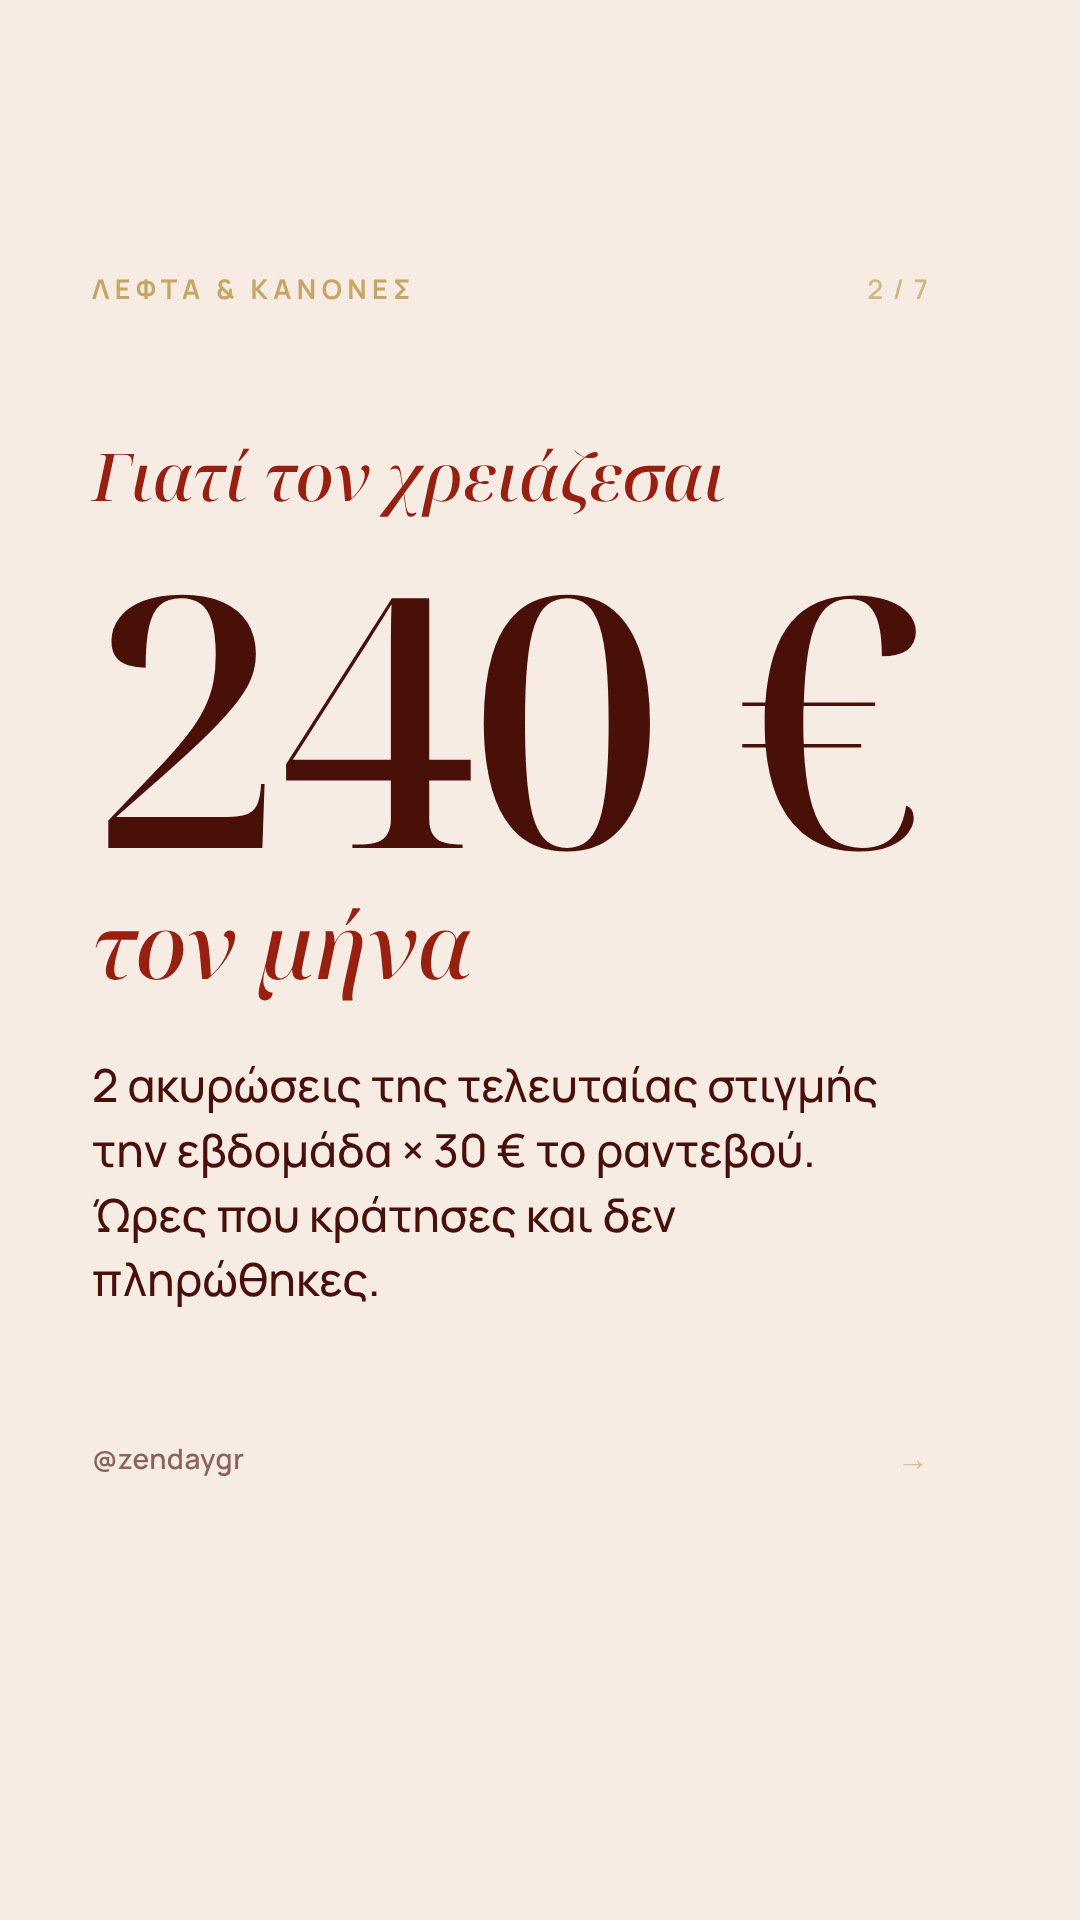 ΛΕΦΤΑ & ΚΑΝΟΝΕΣ
2 / 7
Γιατί τον χρειάζεσαι
240 €
τον μήνα
2 ακυρώσεις της τελευταίας στιγμής
την εβδομάδα × 30 € το ραντεβού.
Ώρες που κράτησες και δεν
πληρώθηκες.
@zendaygr
→